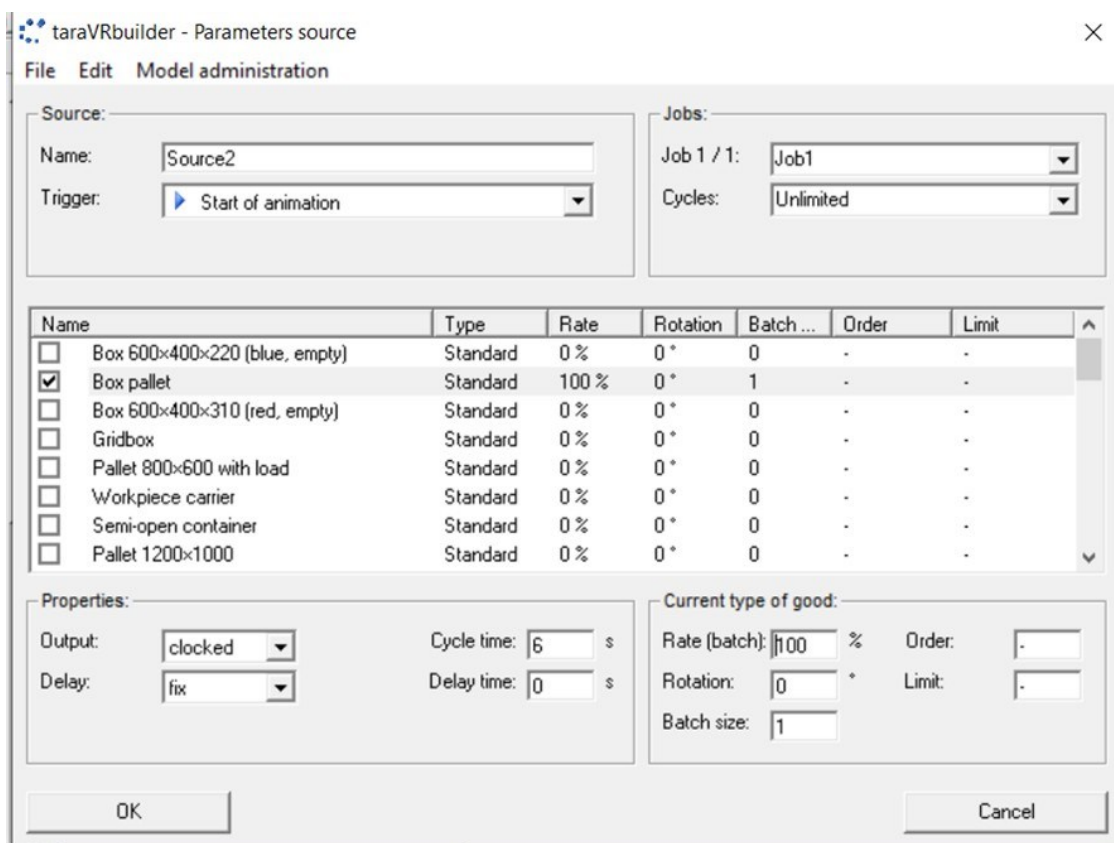 taraVRbuilder - Parameters source
File Edit Model administration
Source:
Name: Source2
Trigger: Start of animation
Jobs:
Job 1 / 1: Job1
Cycles: Unlimited
Name Type Rate Rotation Batch ... Order Limit
Box 600×400×220 (blue, empty) Standard 0 % 0 ° 0 - -
Box pallet Standard 100 % 0 ° 1 - -
Box 600×400×310 (red, empty) Standard 0 % 0 ° 0 - -
Gridbox Standard 0 % 0 ° 0 - -
Pallet 800×600 with load Standard 0 % 0 ° 0 - -
Workpiece carrier Standard 0 % 0 ° 0 - -
Semi-open container Standard 0 % 0 ° 0 - -
Pallet 1200×1000 Standard 0 % 0 ° 0 - -
Properties:
Output: clocked Cycle time: 6 s
Delay: fix Delay time: 0 s
Current type of good:
Rate (batch): 100 % Order: -
Rotation: 0 ° Limit: -
Batch size: 1
OK Cancel